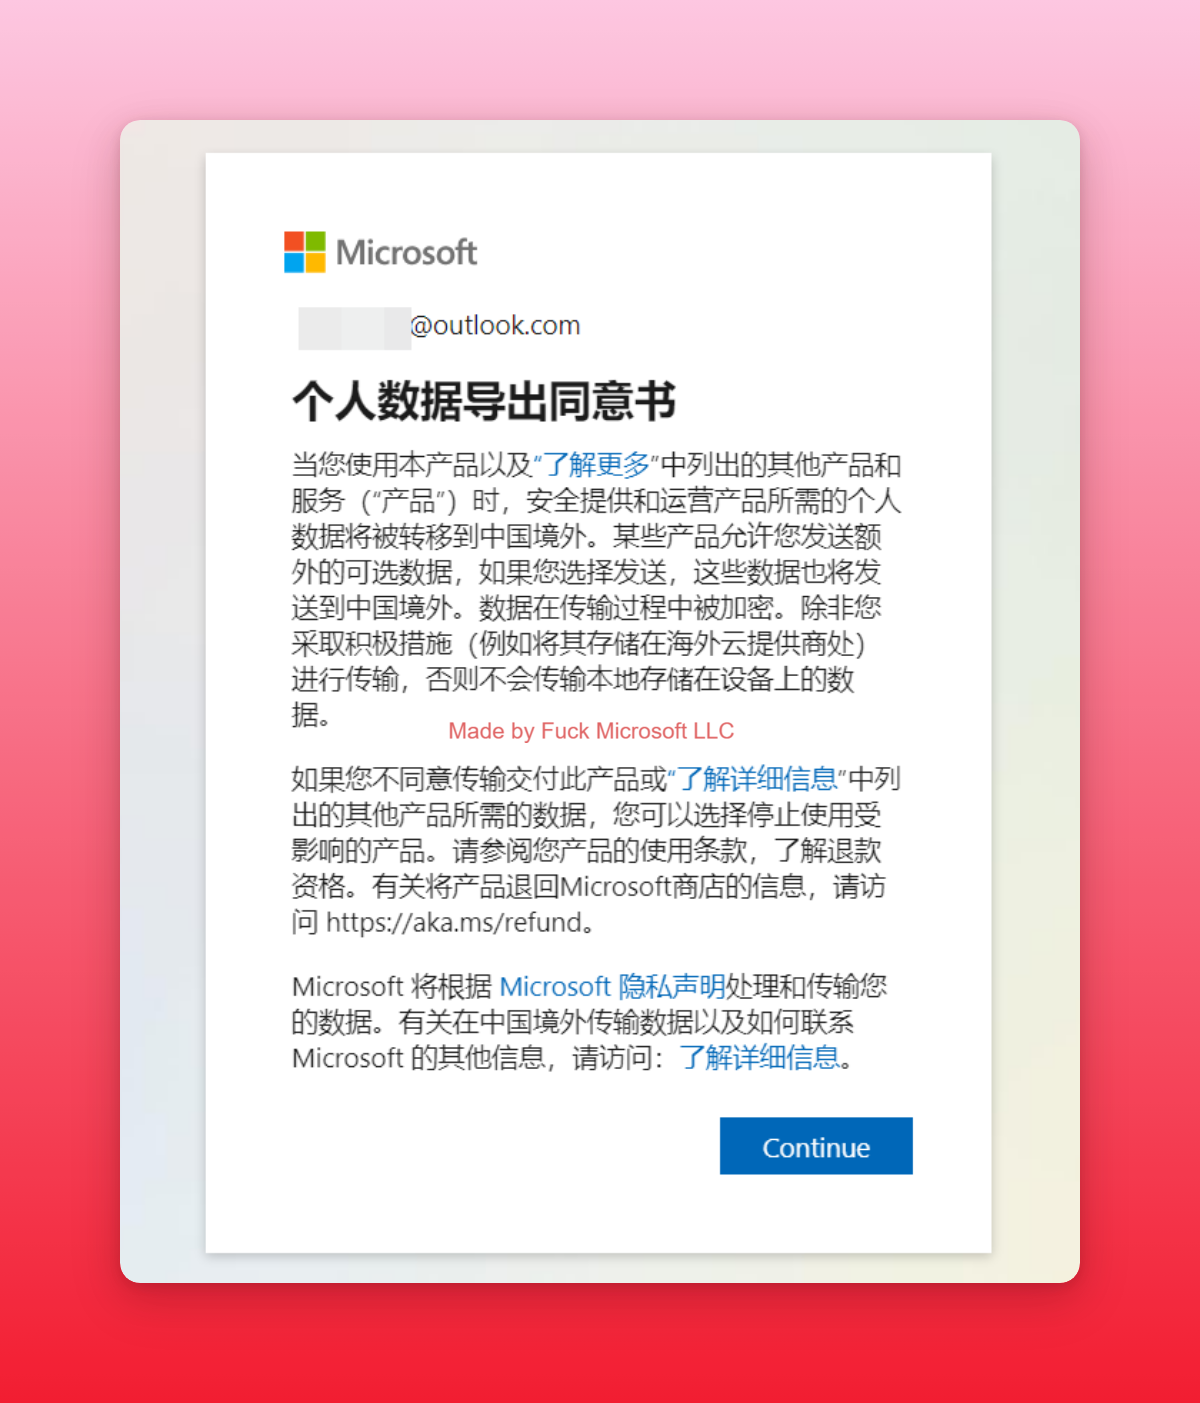 Microsoft
@outlook.com
个人数据导出同意书
当您使用本产品以及“了解更多”中列出的其他产品和
服务（“产品”）时，安全提供和运营产品所需的个人
数据将被转移到中国境外。某些产品允许您发送额
外的可选数据，如果您选择发送，这些数据也将发
送到中国境外。数据在传输过程中被加密。除非您
采取积极措施（例如将其存储在海外云提供商处）
进行传输，否则不会传输本地存储在设备上的数
据。
Made by Fuck Microsoft LLC
如果您不同意传输交付此产品或“了解详细信息”中列
出的其他产品所需的数据，您可以选择停止使用受
影响的产品。请参阅您产品的使用条款，了解退款
资格。有关将产品退回Microsoft商店的信息，请访
问 https://aka.ms/refund。
Microsoft 将根据 Microsoft 隐私声明处理和传输您
的数据。有关在中国境外传输数据以及如何联系
Microsoft 的其他信息，请访问：了解详细信息。
Continue